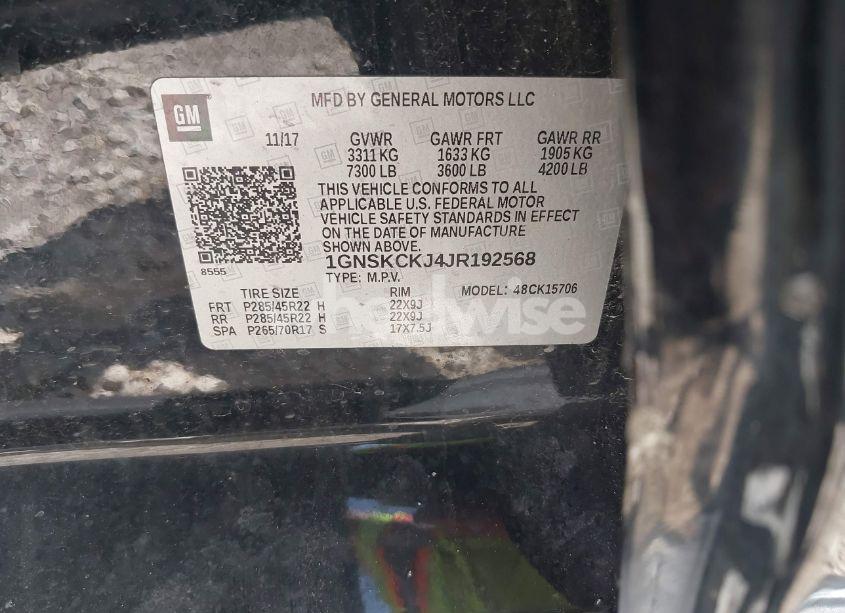 GM
MFD BY GENERAL MOTORS LLC
11/17 GVWR GAWR FRT GAWR RR
3311 KG 1633 KG 1905 KG
7300 LB 3600 LB 4200 LB
THIS VEHICLE CONFORMS TO ALL
APPLICABLE U.S. FEDERAL MOTOR
VEHICLE SAFETY STANDARDS IN EFFECT
ON THE DATE OF MANUFACTURE
SHOWN ABOVE.
8555
1GNSKCKJ4JR192568
TYPE: M.P.V.
TIRE SIZE RIM MODEL: 48CK15706
FRT P285/45R22 H 22X9J
RR P285/45R22 H 22X9J
SPA P265/70R17 S 17X7.5J